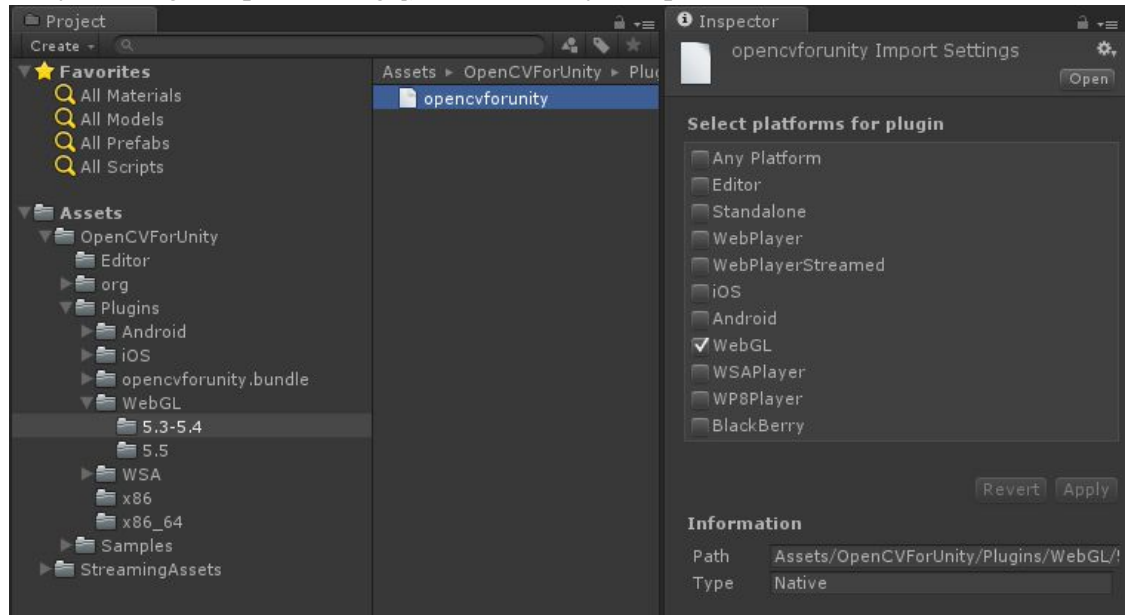 Project
Create
Favorites
All Materials
All Models
All Prefabs
All Scripts
Assets
OpenCVForUnity
Editor
org
Plugins
Android
iOS
opencvforunity.bundle
WebGL
5.3-5.4
5.5
WSA
x86
x86_64
Samples
StreamingAssets
Assets ▸ OpenCVForUnity ▸ Plug
opencvforunity
Inspector
opencvforunity Import Settings
Open
Select platforms for plugin
Any Platform
Editor
Standalone
WebPlayer
WebPlayerStreamed
iOS
Android
WebGL
WSAPlayer
WP8Player
BlackBerry
Revert Apply
Information
Path Assets/OpenCVForUnity/Plugins/WebGL/
Type Native